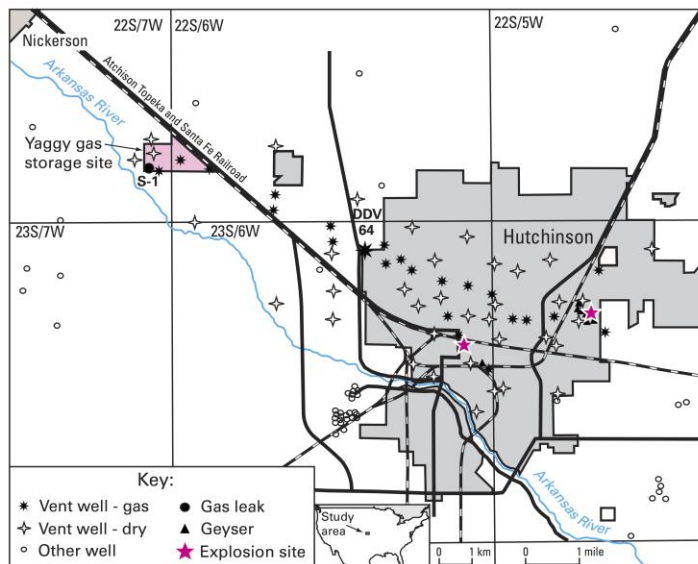 22S/7W
22S/6W
22S/5W
Nickerson
Arkansas River
Atchison Topeka and Santa Fe Railroad
Yaggy gas
storage site
S-1
DDV
64
23S/7W
23S/6W
Hutchinson
Arkansas River
Key:
Vent well - gas
Vent well - dry
Other well
Gas leak
Geyser
Explosion site
Study
area
0 1 km
0 1 mile